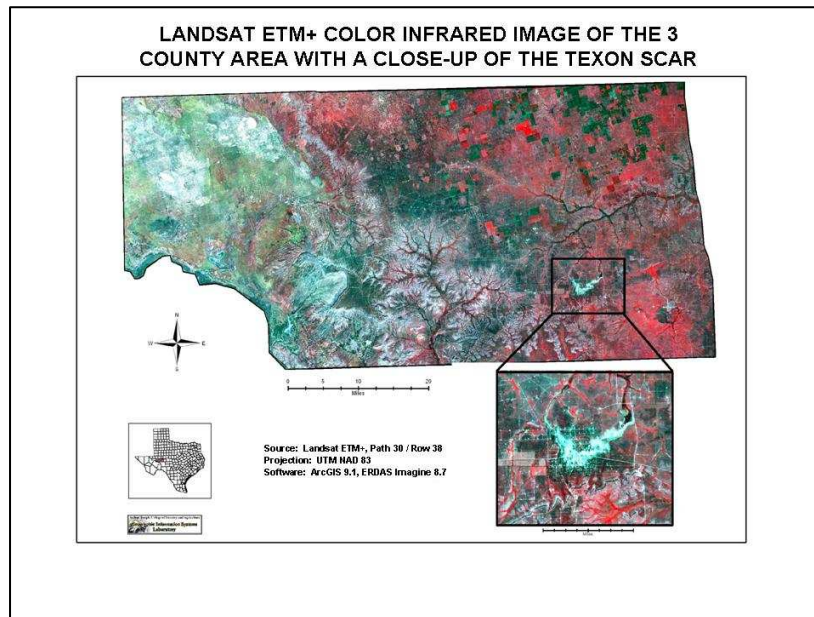 LANDSAT ETM+ COLOR INFRARED IMAGE OF THE 3
COUNTY AREA WITH A CLOSE-UP OF THE TEXON SCAR
N
W E
S
0 5 10 20
Miles
Source: Landsat ETM+, Path 30 / Row 38
Projection: UTM NAD 83
Software: ArcGIS 9.1, ERDAS Imagine 8.7
Information Systems
Laboratory
Miles